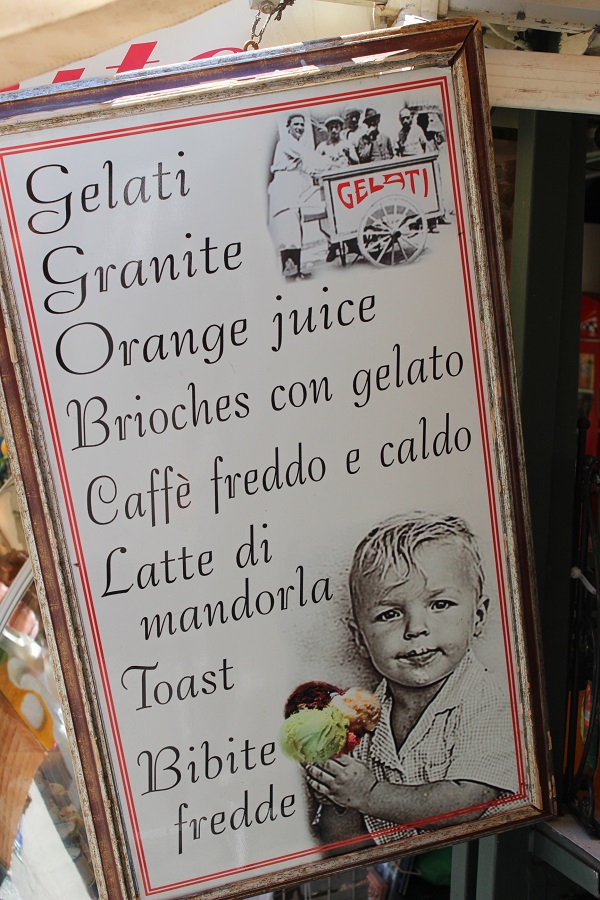 Gelati
GELATI
Granite
Orange juice
Brioches con gelato
Caffè freddo e caldo
Latte di
mandorla
Toast
Bibite
fredde